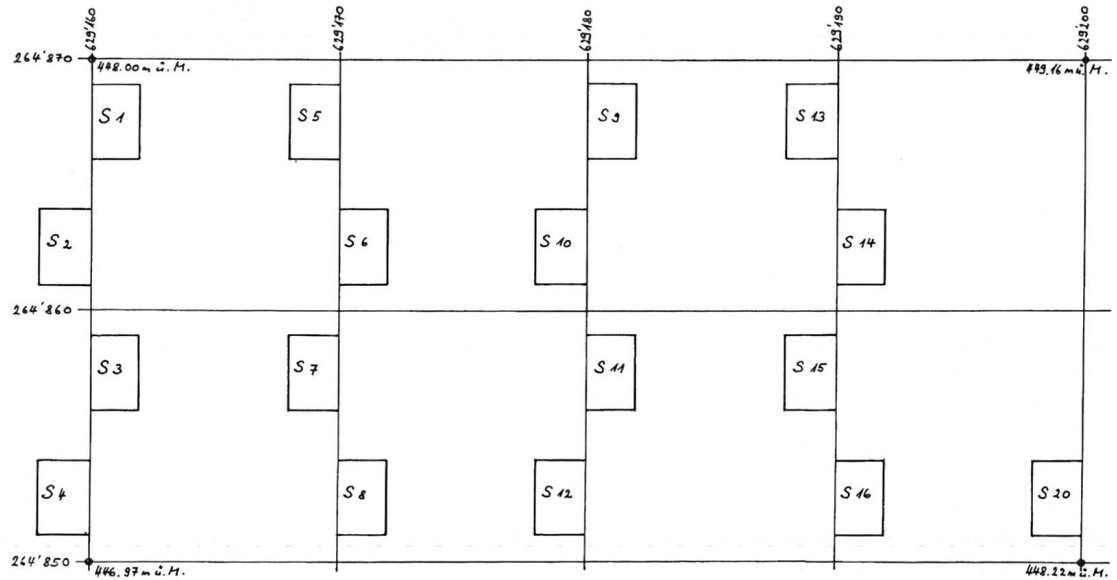 629'160 629'170 629'180 629'190 629'200
264'870
448.00 m ü.M. 449.16 m ü.M.
S 1 S 5 S 9 S 13
S 2 S 6 S 10 S 14
264'860
S 3 S 7 S 11 S 15
S 4 S 8 S 12 S 16 S 20
264'850
446.97 m ü.M. 448.22 m ü.M.